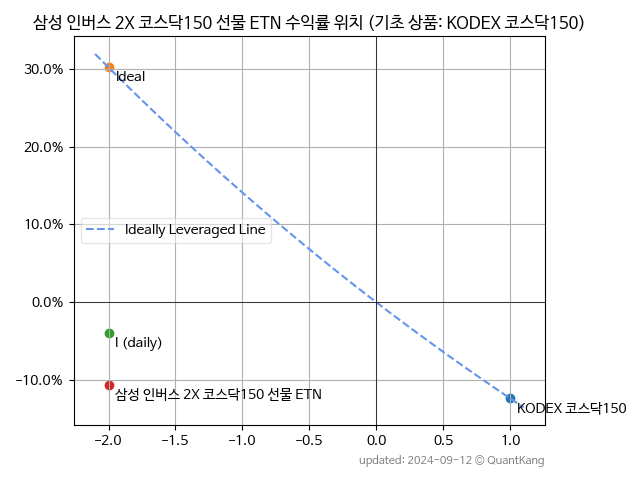 삼성 인버스 2X 코스닥150 선물 ETN 수익률 위치 (기초 상품: KODEX 코스닥150)
30.0%
20.0%
10.0%
0.0%
−10.0%
Ideal
Ideally Leveraged Line
I (daily)
삼성 인버스 2X 코스닥150 선물 ETN
KODEX 코스닥150
−2.0 −1.5 −1.0 −0.5 0.0 0.5 1.0
updated: 2024-09-12 © QuantKang